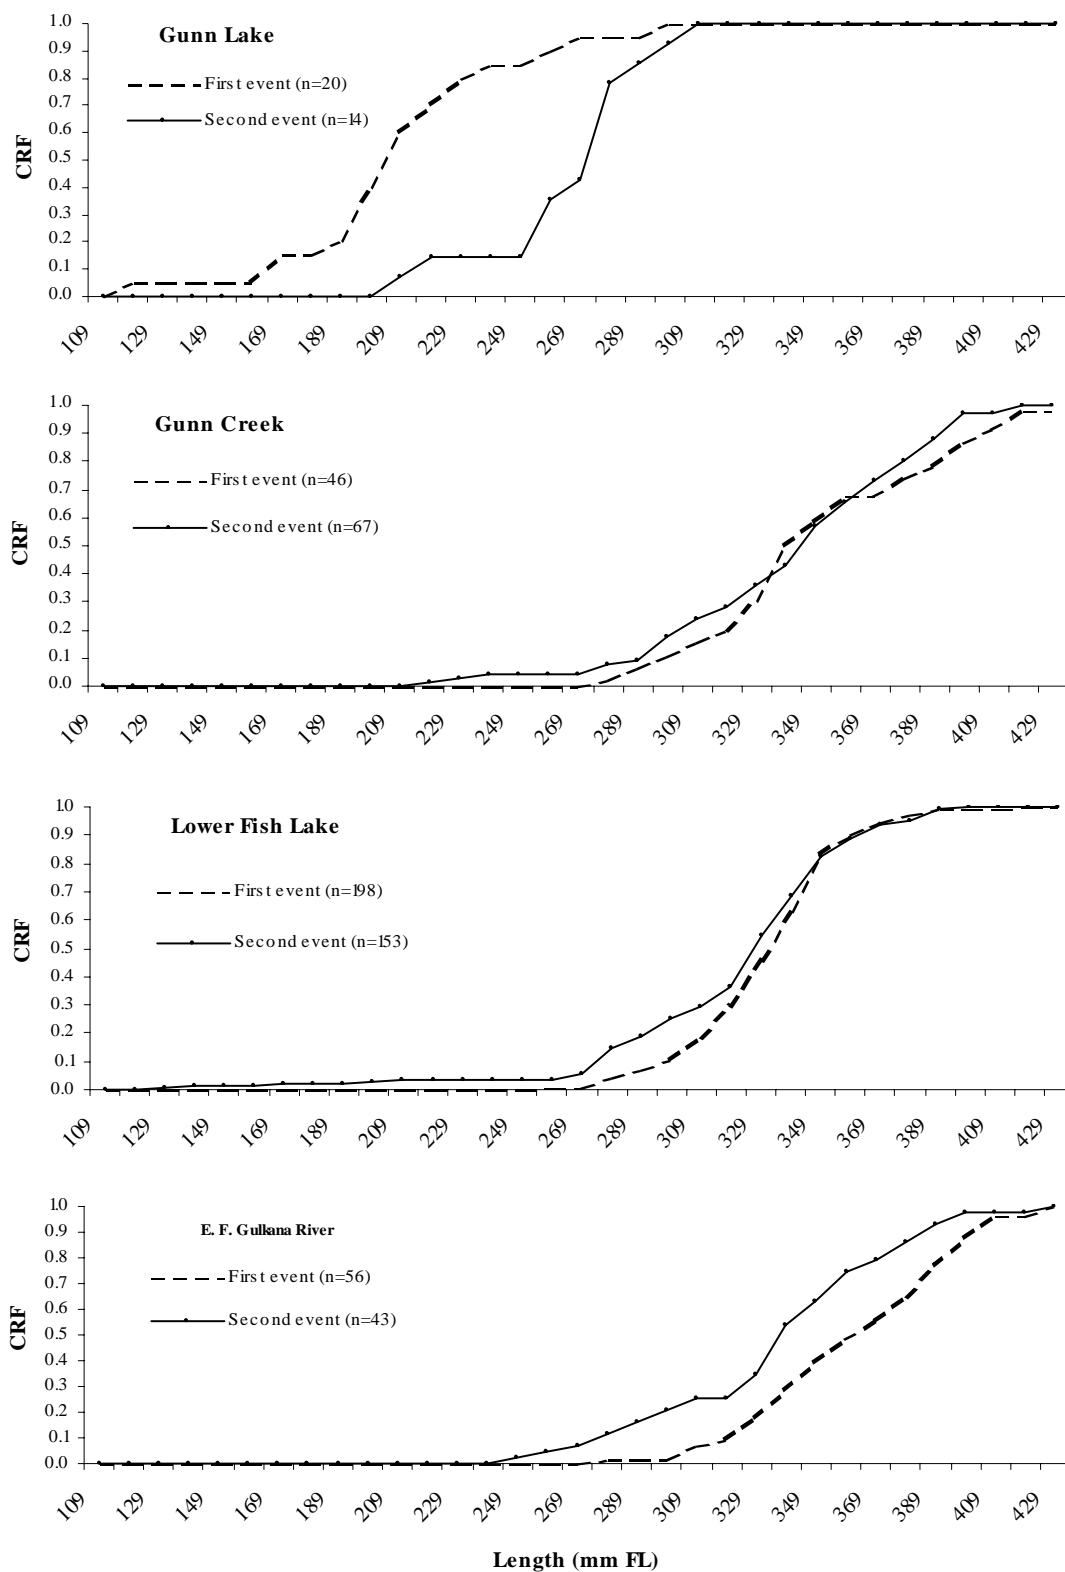 Gunn Lake
First event (n=20)
Second event (n=14)
CRF
1.0
0.9
0.8
0.7
0.6
0.5
0.4
0.3
0.2
0.1
0.0
109 129 149 169 189 209 229 249 269 289 309 329 349 369 389 409 429
Gunn Creek
First event (n=46)
Second event (n=67)
CRF
1.0
0.9
0.8
0.7
0.6
0.5
0.4
0.3
0.2
0.1
0.0
109 129 149 169 189 209 229 249 269 289 309 329 349 369 389 409 429
Lower Fish Lake
First event (n=198)
Second event (n=153)
CRF
1.0
0.9
0.8
0.7
0.6
0.5
0.4
0.3
0.2
0.1
0.0
109 129 149 169 189 209 229 249 269 289 309 329 349 369 389 409 429
E. F. Gulkana River
First event (n=56)
Second event (n=43)
CRF
1.0
0.9
0.8
0.7
0.6
0.5
0.4
0.3
0.2
0.1
0.0
109 129 149 169 189 209 229 249 269 289 309 329 349 369 389 409 429
Length (mm FL)